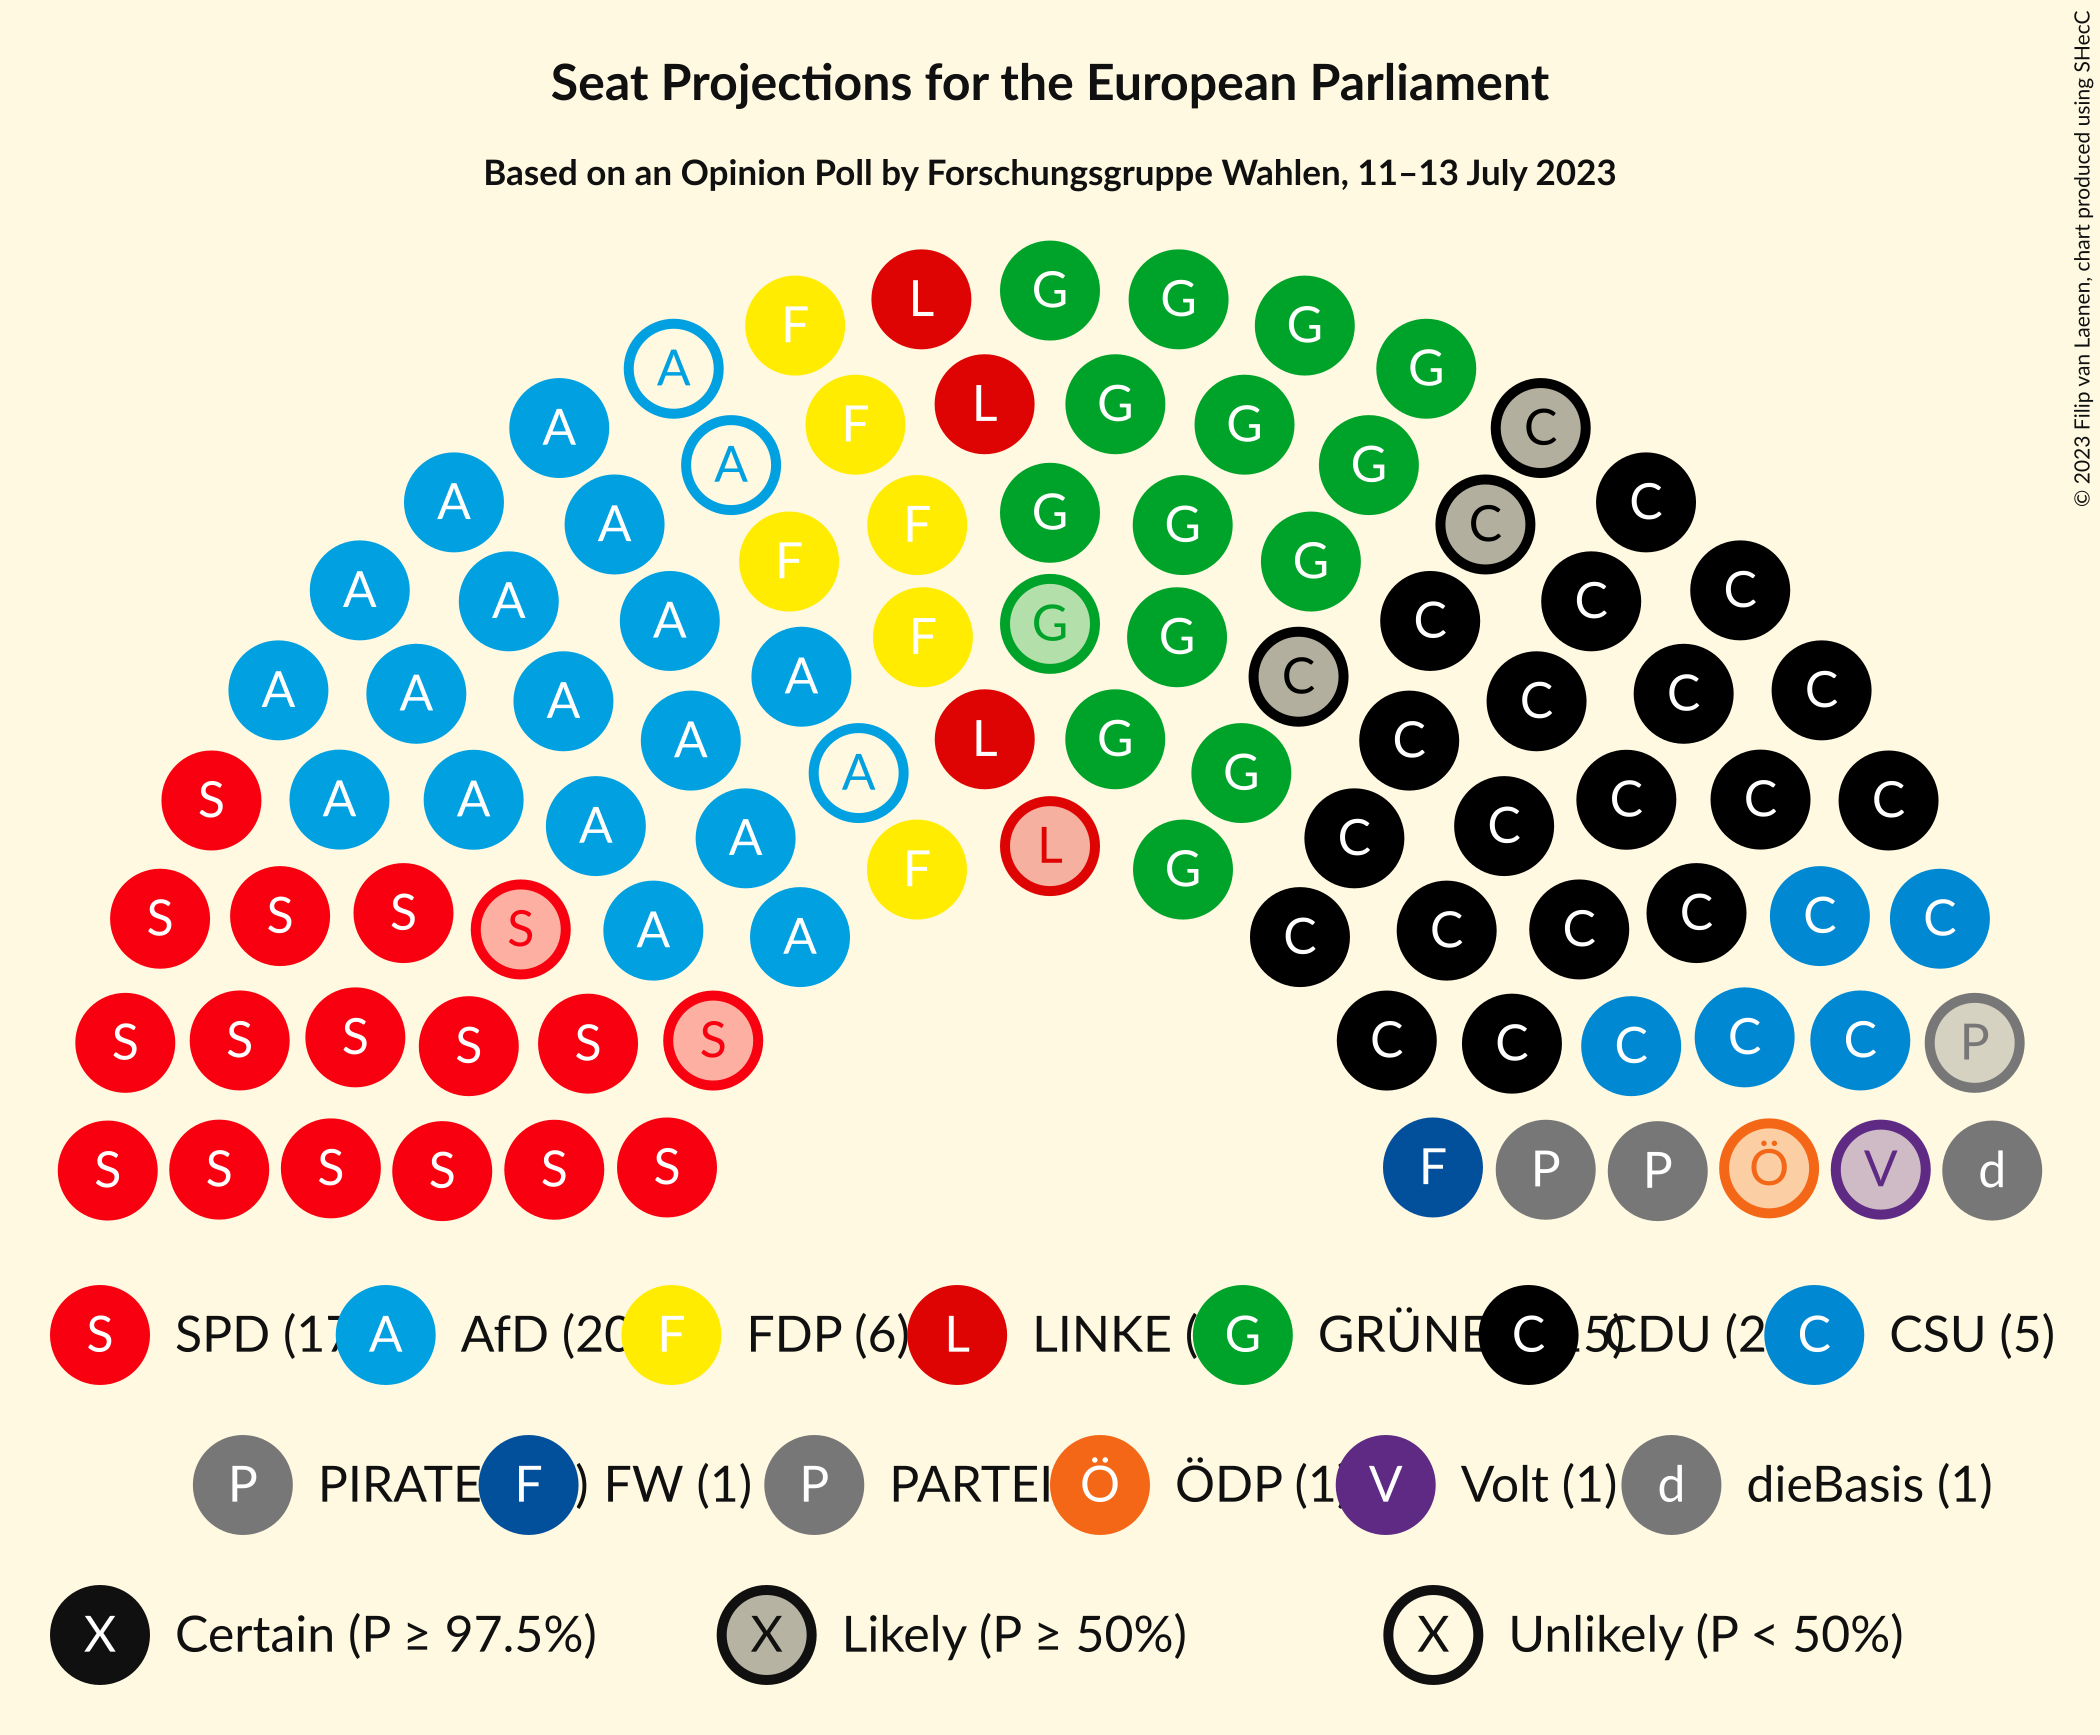 Seat Projections for the European Parliament
Based on an Opinion Poll by Forschungsgruppe Wahlen, 11–13 July 2023
© 2023 Filip van Laenen, chart produced using SHecC
F L G G G
A G
L G
A F G C
A G
A G C
A F G C
F G
A A C C
A F G G C
A A A A C C C C
A L G C
A G
S A A C C C
A A L C C
F G
S S S S A A C C C C C C
S S S S S S C C C C C P
S S S S S S F P P Ö V d
S SPD (17 A AfD (20 F FDP (6) L LINKE ( G GRÜNE C 5) CDU (2 C CSU (5)
P PIRATE F ) FW (1) P PARTEI Ö ÖDP (1 V Volt (1) d dieBasis (1)
X Certain (P ≥ 97.5%) X Likely (P ≥ 50%) X Unlikely (P < 50%)